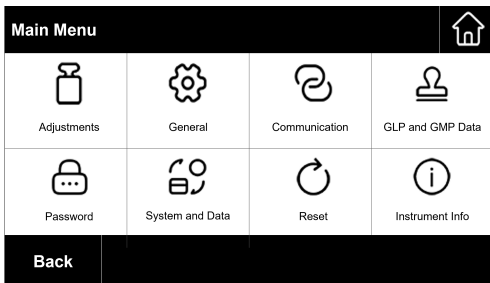 Main Menu
Adjustments
General
Communication
GLP and GMP Data
Password
System and Data
Reset
Instrument Info
Back